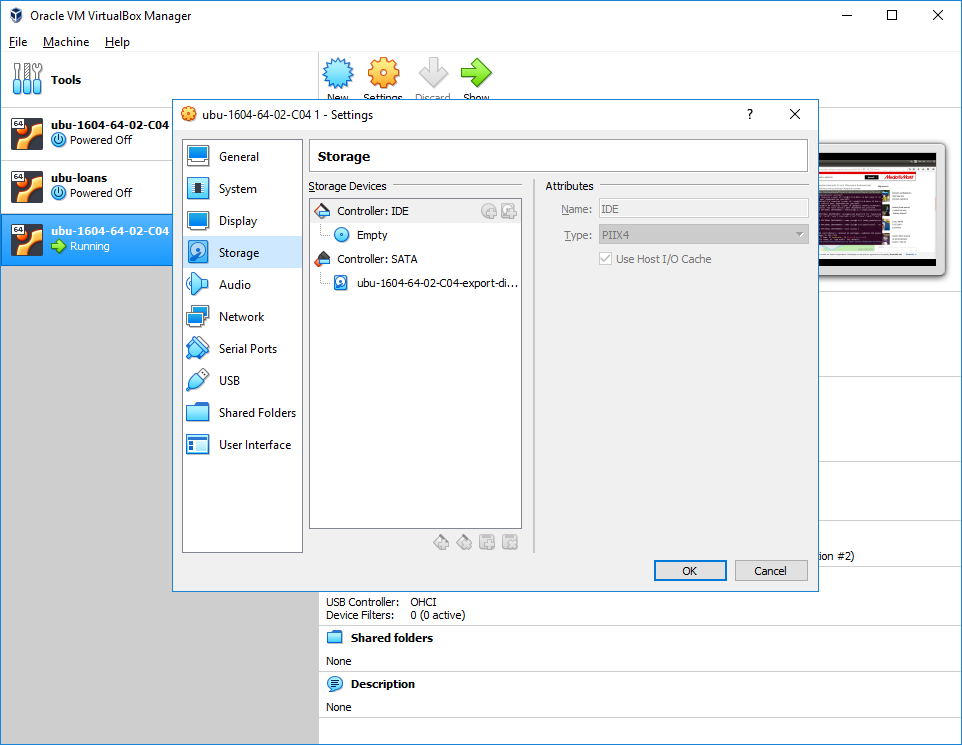 Oracle VM VirtualBox Manager
File Machine Help
Tools
New Settings Discard Show
64
ubu-1604-64-02-C04
Powered Off
64
ubu-loans
Powered Off
64
ubu-1604-64-02-C04
Running
ubu-1604-64-02-C04 1 - Settings
?
General
System
Display
Storage
Audio
Network
Serial Ports
USB
Shared Folders
User Interface
Storage
Storage Devices
Controller: IDE
Empty
Controller: SATA
ubu-1604-64-02-C04-export-di...
Attributes
Name: IDE
Type: PIIX4
Use Host I/O Cache
OK Cancel
ion #2)
USB Controller: OHCI
Device Filters: 0 (0 active)
Shared folders
None
Description
None